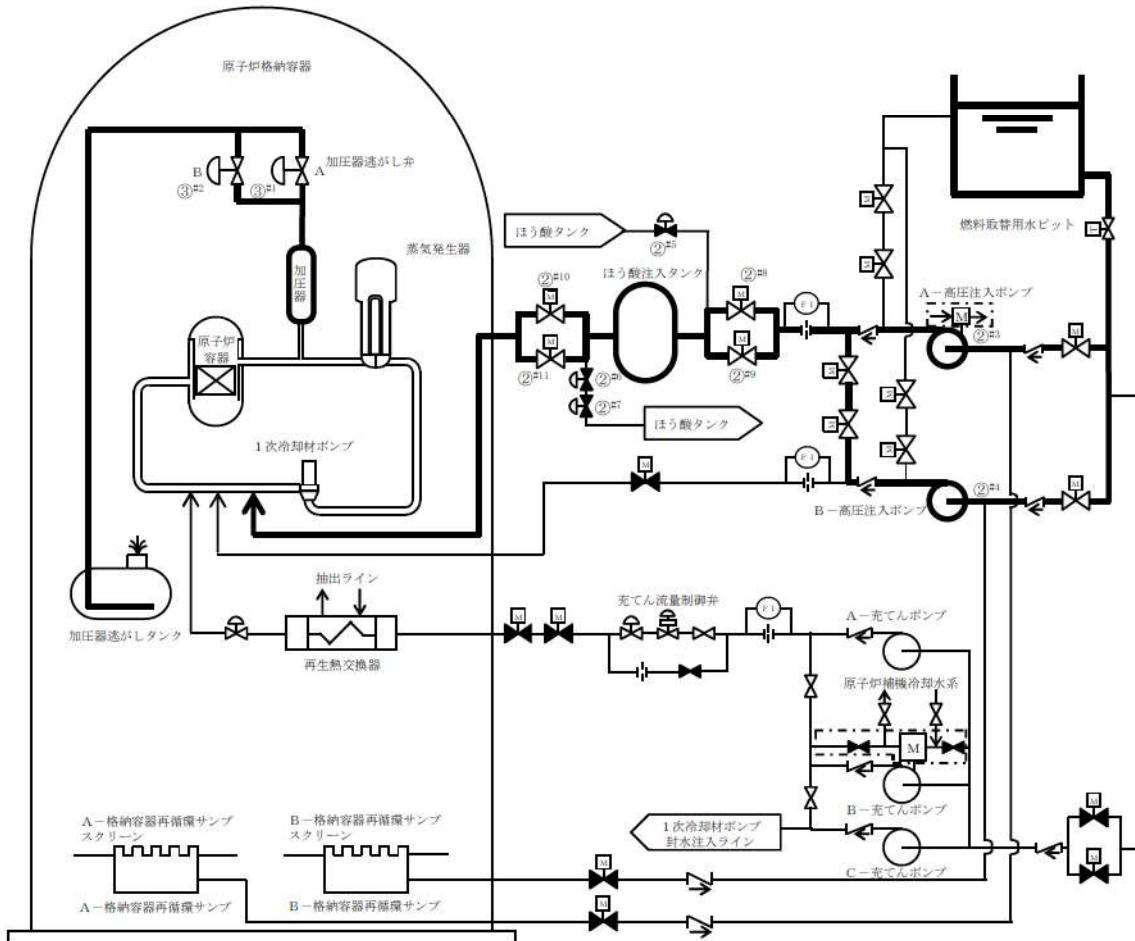 原子炉格納容器
加圧器逃がし弁
B
A
③#2
③#1
加圧器
蒸気発生器
原子炉
容器
1次冷却材ポンプ
加圧器逃がしタンク
ほう酸タンク
②#5
②#10
ほう酸注入タンク
②#8
M
M
F I
M
M
②#11
②#6
②#7
②#9
ほう酸タンク
燃料取替用水ピット
A－高圧注入ポンプ
M
②#3
M
M
M
M
M
M
M
M
F I
②#4
M
B－高圧注入ポンプ
抽出ライン
再生熱交換器
M
M
充てん流量制御弁
F I
A－充てんポンプ
原子炉補機冷却水系
M
B－充てんポンプ
1次冷却材ポンプ
封水注入ライン
C－充てんポンプ
M
M
A－格納容器再循環サンプ
スクリーン
B－格納容器再循環サンプ
スクリーン
A－格納容器再循環サンプ
B－格納容器再循環サンプ
M
M